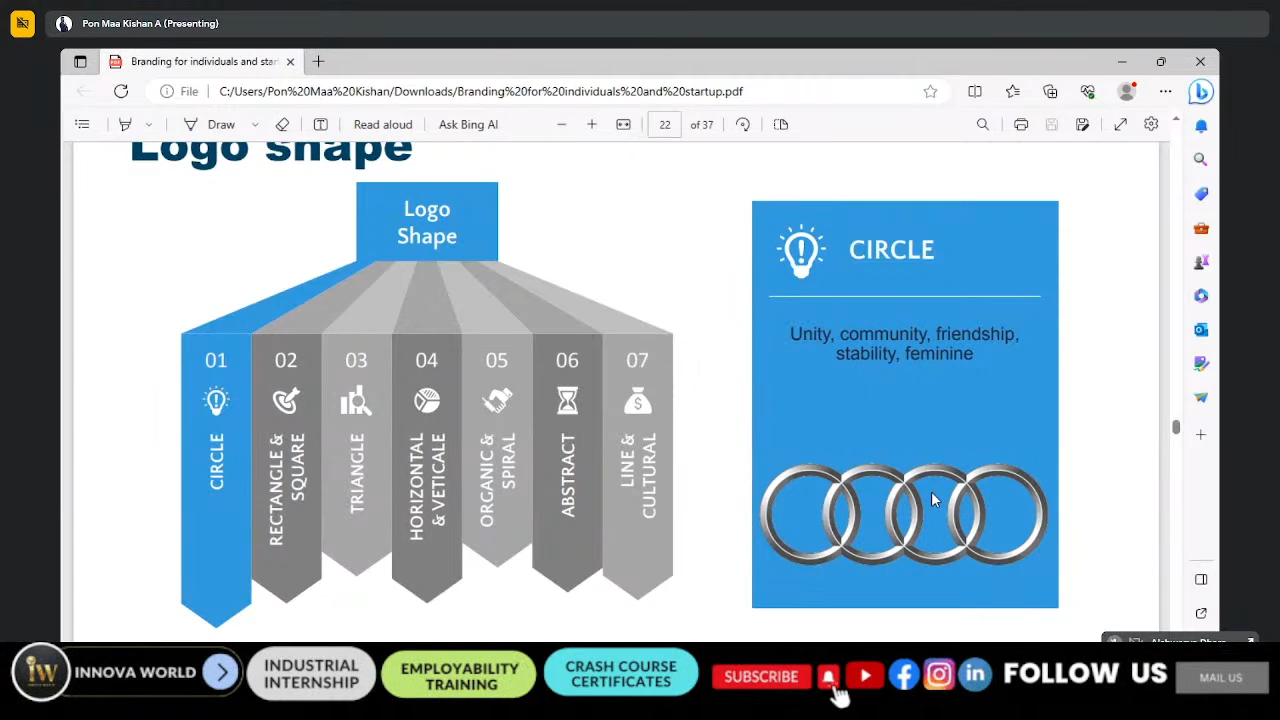 Pon Maa Kishan A (Presenting)
Branding for individuals and star
File
C:/Users/Pon%20Maa%20Kishan/Downloads/Branding%20for%20individuals%20and%20startup.pdf
Draw
Read aloud
Ask Bing AI
22
of 37
Logo shape
Logo
Shape
01
CIRCLE
02
RECTANGLE &
SQUARE
03
TRIANGLE
04
HORIZONTAL
& VETICALE
05
ORGANIC &
SPIRAL
06
ABSTRACT
07
LINE &
CULTURAL
CIRCLE
Unity, community, friendship,
stability, feminine
iW
INNOVA WORLD
INDUSTRIAL
INTERNSHIP
EMPLOYABILITY
TRAINING
CRASH COURSE
CERTIFICATES
SUBSCRIBE
FOLLOW US
MAIL US